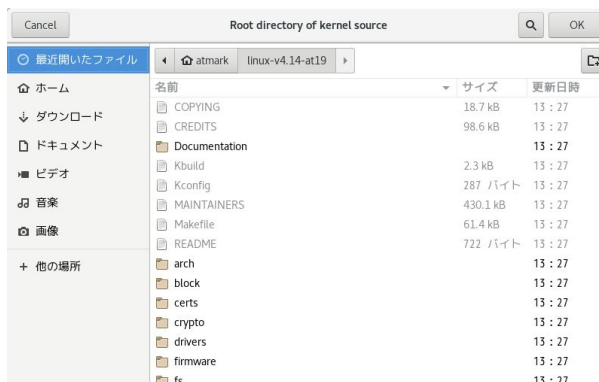 Cancel Root directory of kernel source OK
最近開いたファイル atmark linux-v4.14-at19
ホーム
ダウンロード
ドキュメント
ビデオ
音楽
画像
+ 他の場所
名前 サイズ 更新日時
COPYING 18.7 kB 13：27
CREDITS 98.6 kB 13：27
Documentation 13：27
Kbuild 2.3 kB 13：27
Kconfig 287 バイト 13：27
MAINTAINERS 430.1 kB 13：27
Makefile 61.4 kB 13：27
README 722 バイト 13：27
arch 13：27
block 13：27
certs 13：27
crypto 13：27
drivers 13：27
firmware 13：27
fs 13：27